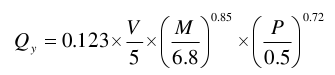 Q_y = 0.123 × V/5 × (M/6.8)^0.85 × (P/0.5)^0.72